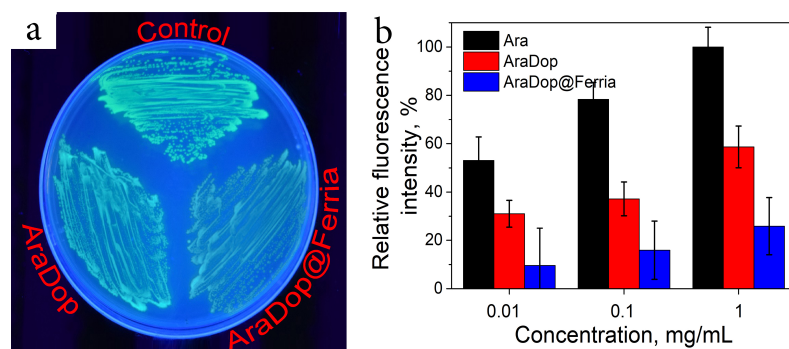 a
Control
AraDop
AraDop@Ferria
b
Relative fluorescence
intensity, %
100
80
60
40
20
0
Ara
AraDop
AraDop@Ferria
0.01
0.1
1
Concentration, mg/mL